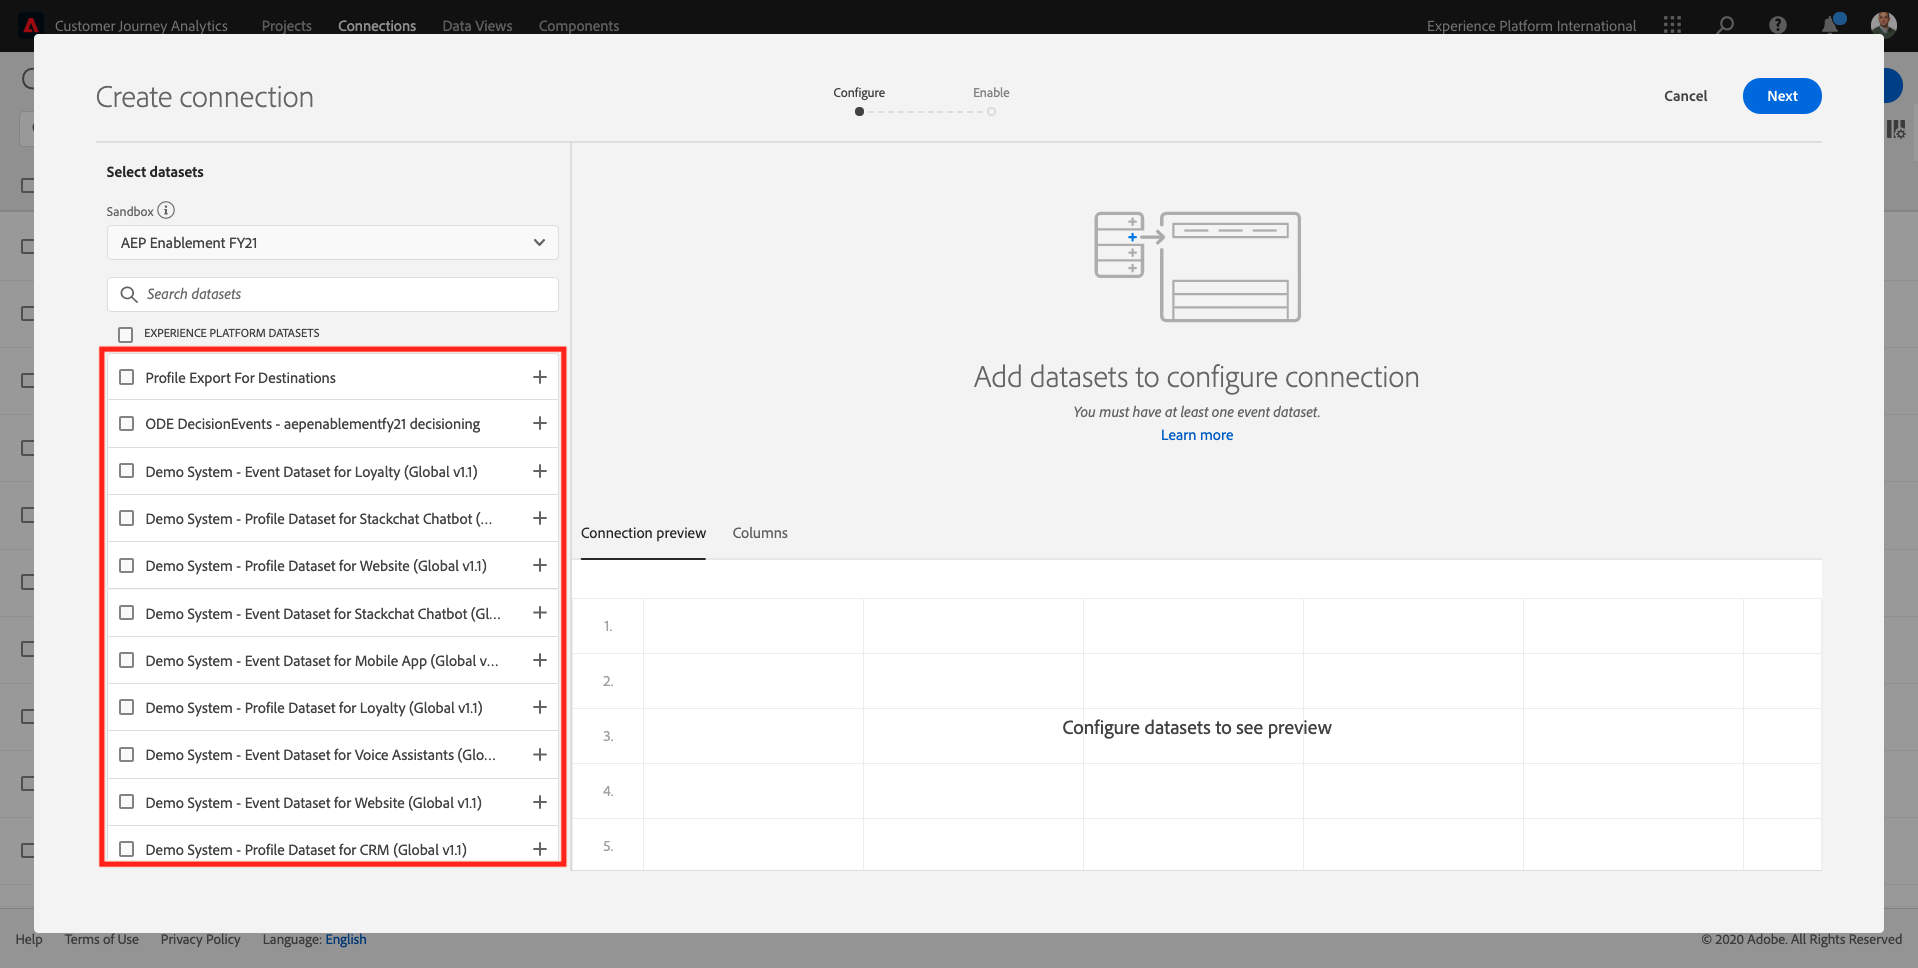 Customer Journey Analytics Projects Connections Data Views Components Experience Platform International
Create connection
Configure Enable
Cancel Next
Select datasets
Sandbox
AEP Enablement FY21
Search datasets
EXPERIENCE PLATFORM DATASETS
Profile Export For Destinations
ODE DecisionEvents - aepenablementfy21 decisioning
Demo System - Event Dataset for Loyalty (Global v1.1)
Demo System - Profile Dataset for Stackchat Chatbot (...
Demo System - Profile Dataset for Website (Global v1.1)
Demo System - Event Dataset for Stackchat Chatbot (Gl...
Demo System - Event Dataset for Mobile App (Global v...
Demo System - Profile Dataset for Loyalty (Global v1.1)
Demo System - Event Dataset for Voice Assistants (Glo...
Demo System - Event Dataset for Website (Global v1.1)
Demo System - Profile Dataset for CRM (Global v1.1)
Add datasets to configure connection
You must have at least one event dataset.
Learn more
Connection preview Columns
1.
2.
3.
4.
5.
Configure datasets to see preview
Help Terms of Use Privacy Policy Language: English © 2020 Adobe. All Rights Reserved